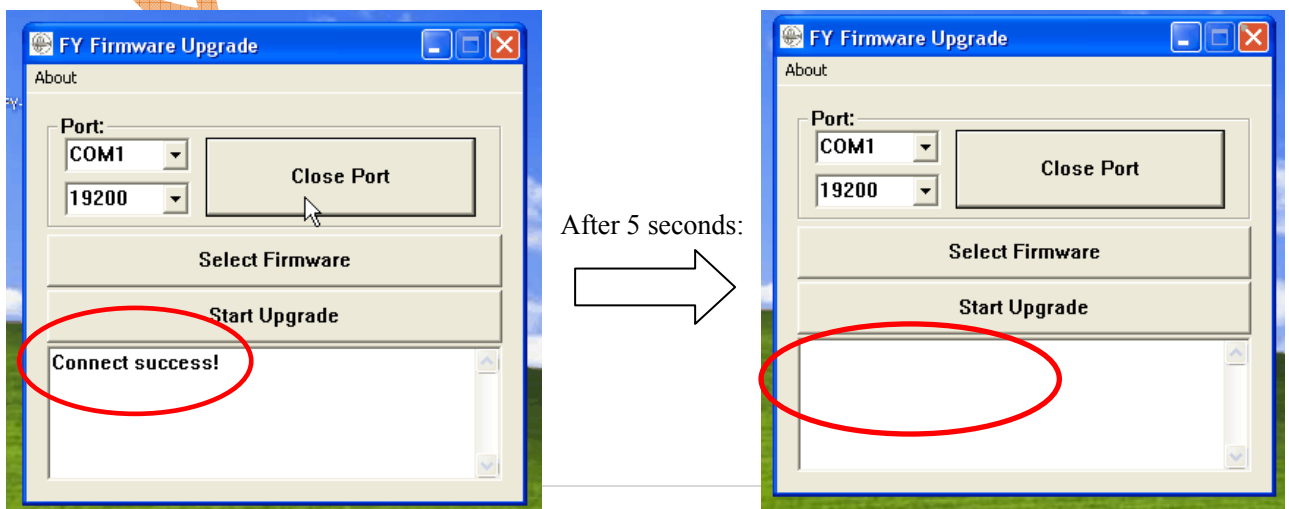 FY Firmware Upgrade
About
Port:
COM1
19200
Close Port
Select Firmware
Start Upgrade
Connect success!
After 5 seconds:
FY Firmware Upgrade
About
Port:
COM1
19200
Close Port
Select Firmware
Start Upgrade